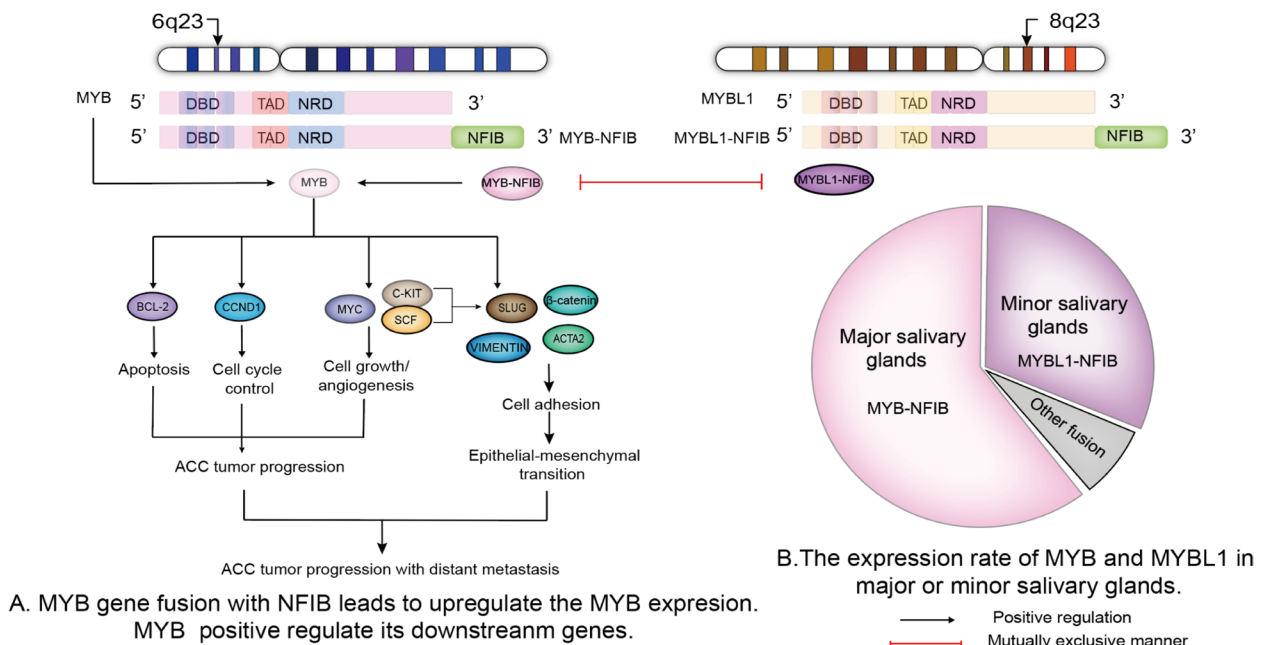 6q23
8q23
MYB 5’ DBD TAD NRD 3’
MYBL1 5’ DBD TAD NRD 3’
5’ DBD TAD NRD NFIB 3’ MYB-NFIB
MYBL1-NFIB 5’ DBD TAD NRD NFIB 3’
MYB
MYB-NFIB
MYBL1-NFIB
BCL-2
CCND1
MYC
C-KIT
SCF
SLUG
β-catenin
VIMENTIN
ACTA2
Apoptosis
Cell cycle
control
Cell growth/
angiogenesis
Cell adhesion
Epithelial-mesenchymal
transition
ACC tumor progression
ACC tumor progression with distant metastasis
A. MYB gene fusion with NFIB leads to upregulate the MYB expresion.
MYB positive regulate its downstreanm genes.
Major salivary
glands
MYB-NFIB
Minor salivary
glands
MYBL1-NFIB
Other fusion
B.The expression rate of MYB and MYBL1 in
major or minor salivary glands.
Positive regulation
Mutually exclusive manner